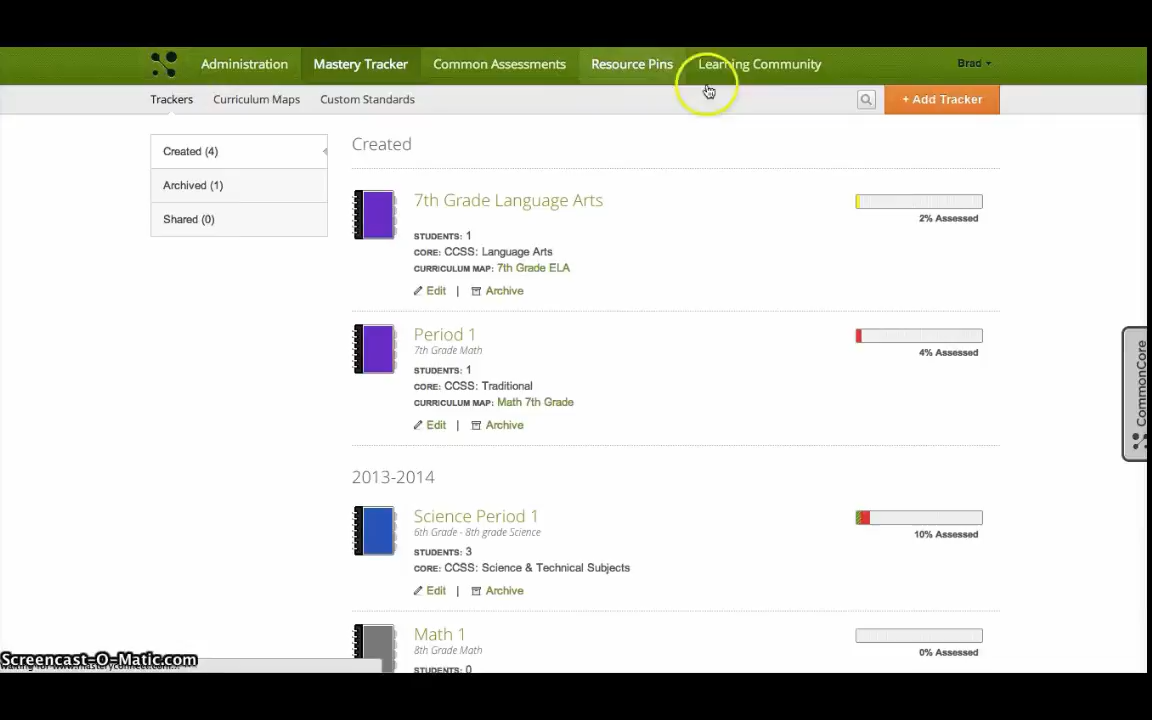 Administration Mastery Tracker Common Assessments Resource Pins Learning Community Brad
Trackers Curriculum Maps Custom Standards + Add Tracker
Created (4)
Archived (1)
Shared (0)
Created
7th Grade Language Arts
STUDENTS: 1
CORE: CCSS: Language Arts
CURRICULUM MAP: 7th Grade ELA
Edit | Archive
2% Assessed
Period 1
7th Grade Math
STUDENTS: 1
CORE: CCSS: Traditional
CURRICULUM MAP: Math 7th Grade
Edit | Archive
4% Assessed
2013-2014
Science Period 1
6th Grade - 8th grade Science
STUDENTS: 3
CORE: CCSS: Science & Technical Subjects
Edit | Archive
10% Assessed
Math 1
8th Grade Math
STUDENTS: 0
0% Assessed
CommonCore
Screencast-O-Matic.com